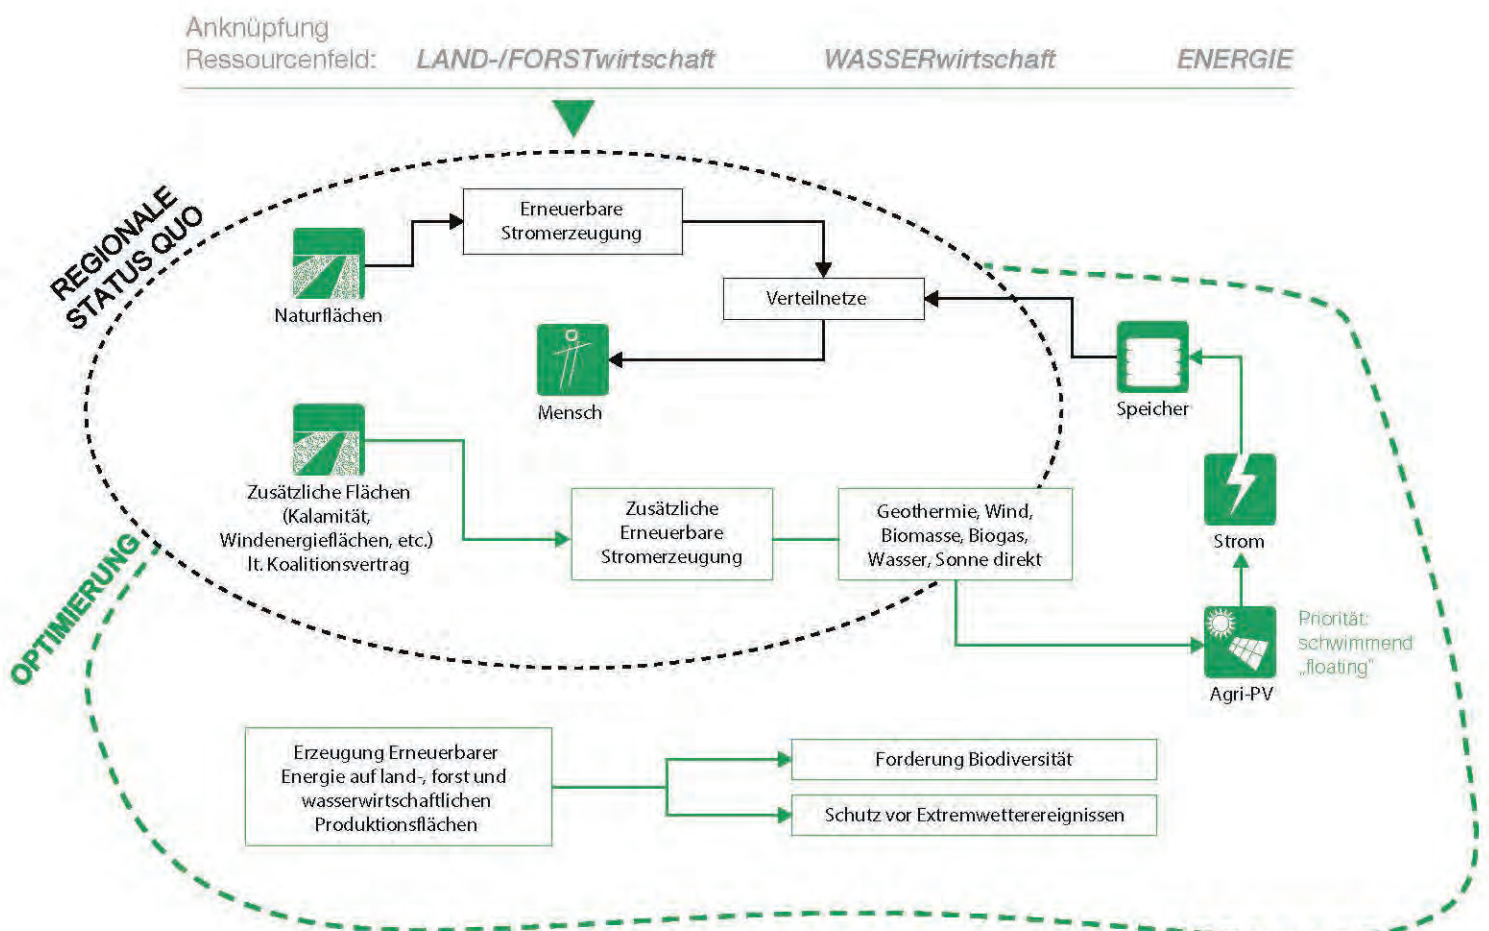 Anknüpfung
Ressourcenfeld: LAND-/FORSTwirtschaft WASSERwirtschaft ENERGIE
REGIONALE
STATUS QUO
Erneuerbare
Stromerzeugung
Naturflächen
Verteilnetze
Mensch
Speicher
Zusätzliche Flächen
(Kalamität,
Windenergieflächen, etc.)
lt. Koalitionsvertrag
Zusätzliche
Erneuerbare
Stromerzeugung
Geothermie, Wind,
Biomasse, Biogas,
Wasser, Sonne direkt
Strom
OPTIMIERUNG
Priorität:
schwimmend
„floating“
Agri-PV
Erzeugung Erneuerbarer
Energie auf land-, forst und
wasserwirtschaftlichen
Produktionsflächen
Forderung Biodiversität
Schutz vor Extremwetterereignissen